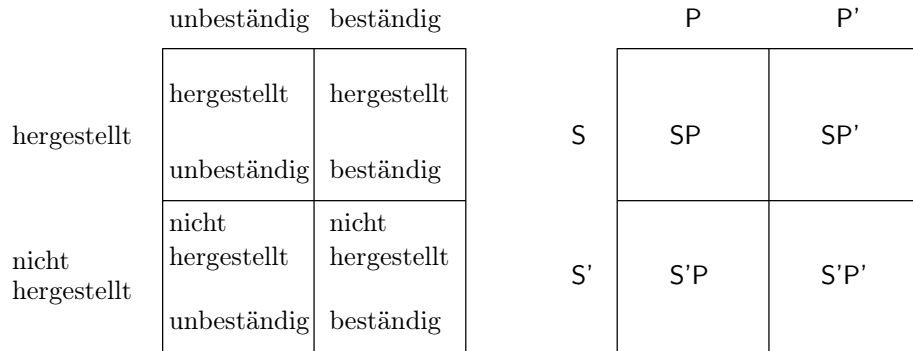 unbeständig beständig P P'
hergestellt hergestellt
hergestellt S SP SP'
unbeständig beständig
nicht nicht
hergestellt hergestellt
nicht
hergestellt S' S'P S'P'
unbeständig beständig